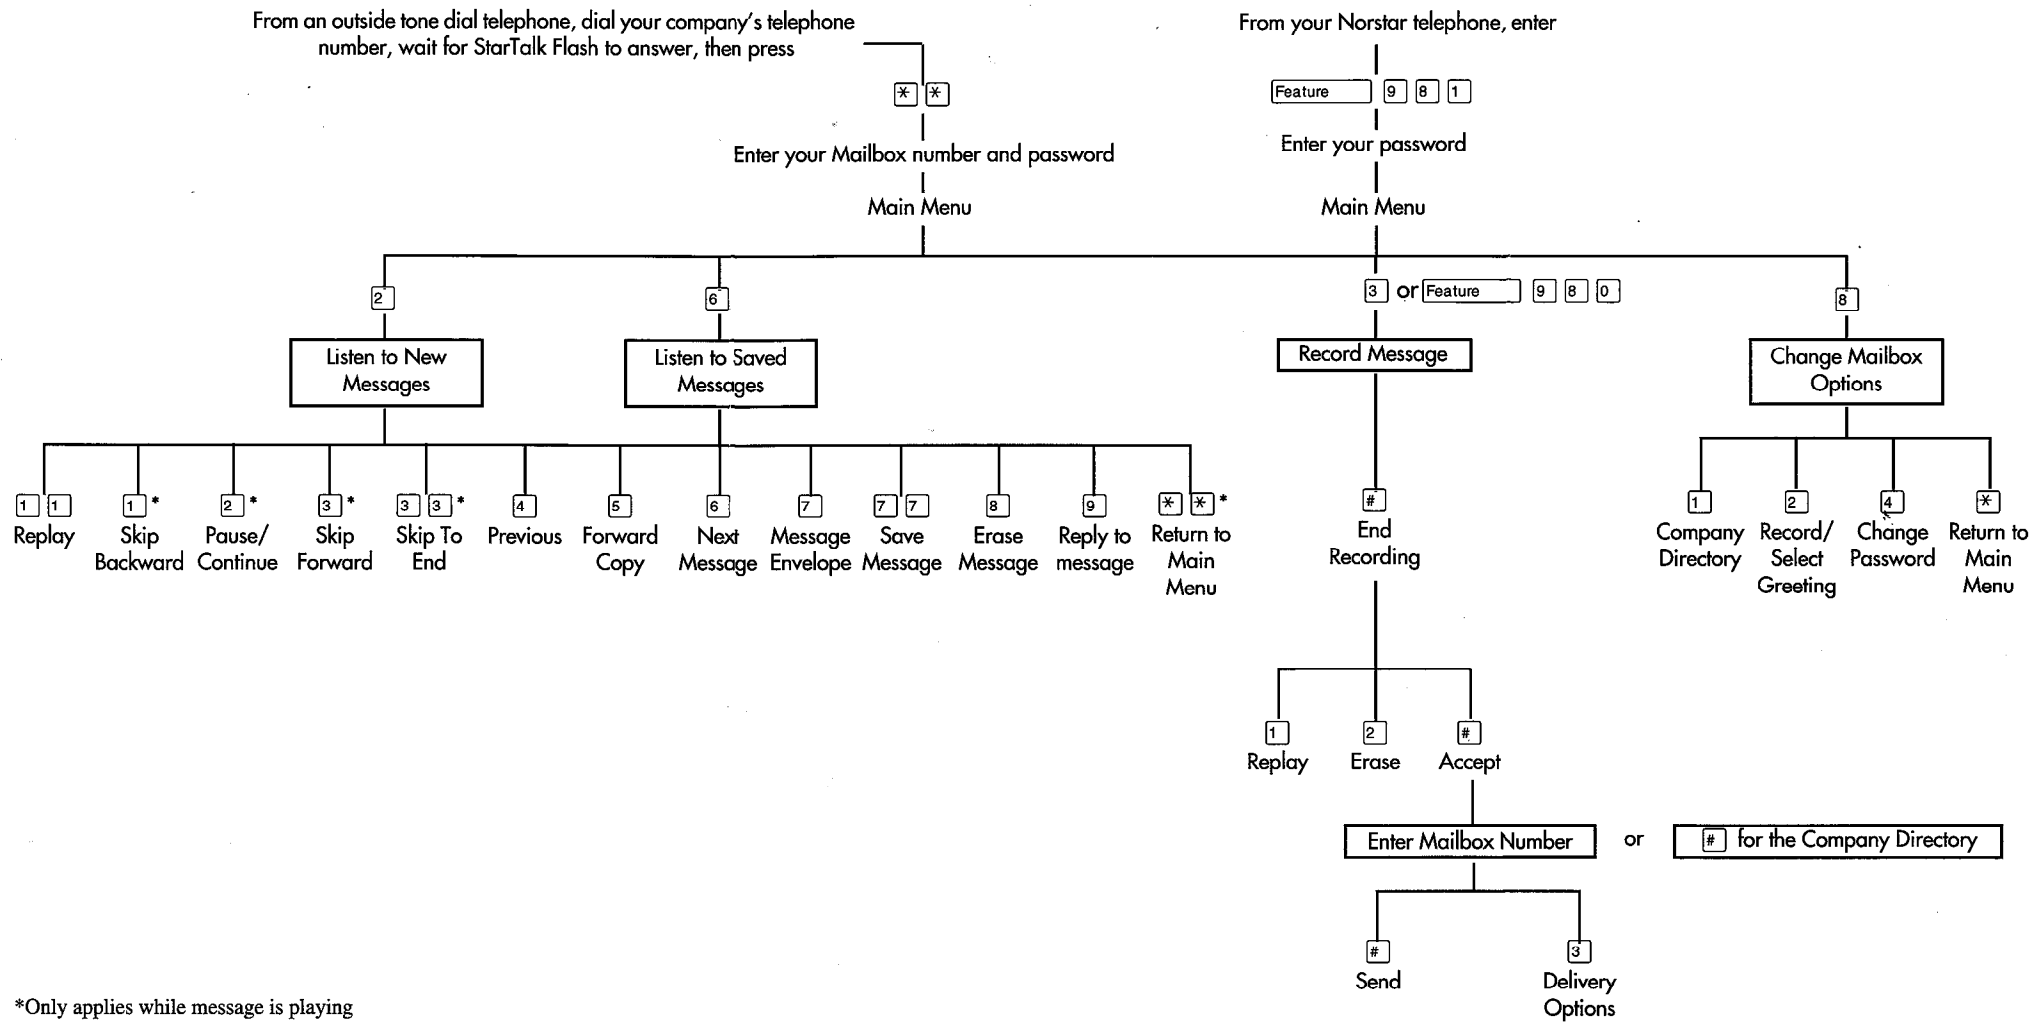 From an outside tone dial telephone, dial your company's telephone
number, wait for StarTalk Flash to answer, then press
* *
Enter your Mailbox number and password
Main Menu
From your Norstar telephone, enter
Feature 9 8 1
Enter your password
Main Menu
2
Listen to New
Messages
6
Listen to Saved
Messages
3 or Feature 9 8 0
Record Message
8
Change Mailbox
Options
1 1
Replay
1 *
Skip
Backward
2 *
Pause/
Continue
3 *
Skip
Forward
3 3 *
Skip To
End
4
Previous
5
Forward
Copy
6
Next
Message
7
Message
Envelope
7 7
Save
Message
8
Erase
Message
9
Reply to
message
* * *
Return to
Main
Menu
#
End
Recording
1
Company
Directory
2
Record/
Select
Greeting
4
Change
Password
*
Return to
Main
Menu
1
Replay
2
Erase
#
Accept
Enter Mailbox Number
or
# for the Company Directory
#
Send
3
Delivery
Options
*Only applies while message is playing